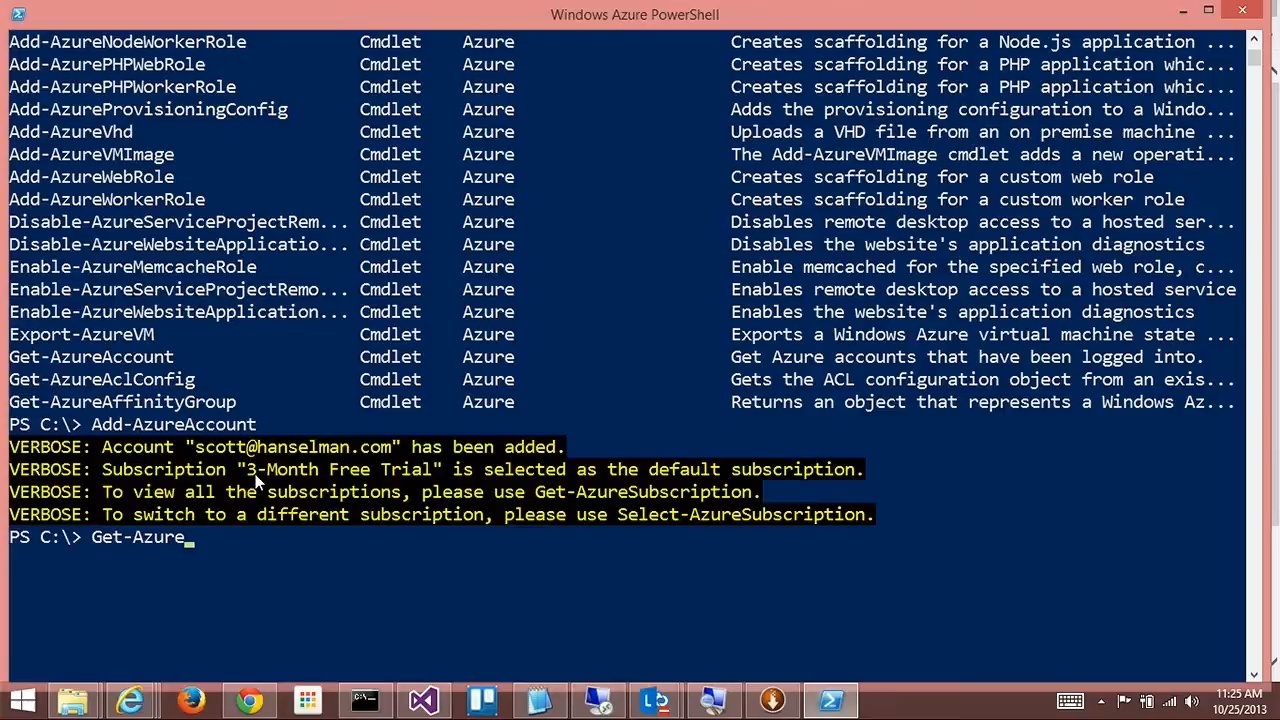 Windows Azure PowerShell
Add-AzureNodeWorkerRole Cmdlet Azure Creates scaffolding for a Node.js application ...
Add-AzurePHPWebRole Cmdlet Azure Creates scaffolding for a PHP application whic...
Add-AzurePHPWorkerRole Cmdlet Azure Creates scaffolding for a PHP application whic...
Add-AzureProvisioningConfig Cmdlet Azure Adds the provisioning configuration to a Windo...
Add-AzureVhd Cmdlet Azure Uploads a VHD file from an on premise machine ...
Add-AzureVMImage Cmdlet Azure The Add-AzureVMImage cmdlet adds a new operati...
Add-AzureWebRole Cmdlet Azure Creates scaffolding for a custom web role
Add-AzureWorkerRole Cmdlet Azure Creates scaffolding for a custom worker role
Disable-AzureServiceProjectRem... Cmdlet Azure Disables remote desktop access to a hosted ser...
Disable-AzureWebsiteApplicatio... Cmdlet Azure Disables the website's application diagnostics
Enable-AzureMemcacheRole Cmdlet Azure Enable memcached for the specified web role, c...
Enable-AzureServiceProjectRemo... Cmdlet Azure Enables remote desktop access to a hosted service
Enable-AzureWebsiteApplication... Cmdlet Azure Enables the website's application diagnostics
Export-AzureVM Cmdlet Azure Exports a Windows Azure virtual machine state ...
Get-AzureAccount Cmdlet Azure Get Azure accounts that have been logged into.
Get-AzureAclConfig Cmdlet Azure Gets the ACL configuration object from an exis...
Get-AzureAffinityGroup Cmdlet Azure Returns an object that represents a Windows Az...
PS C:\> Add-AzureAccount
VERBOSE: Account "scott@hanselman.com" has been added.
VERBOSE: Subscription "3-Month Free Trial" is selected as the default subscription.
VERBOSE: To view all the subscriptions, please use Get-AzureSubscription.
VERBOSE: To switch to a different subscription, please use Select-AzureSubscription.
PS C:\> Get-Azure_
11:25 AM
10/25/2013